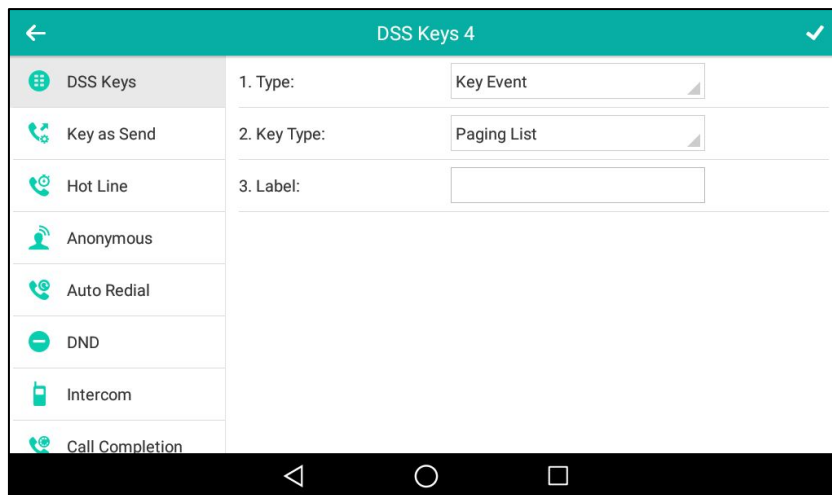 DSS Keys 4
DSS Keys
1. Type:
Key Event
Key as Send
2. Key Type:
Paging List
Hot Line
3. Label:
Anonymous
Auto Redial
DND
Intercom
Call Completion